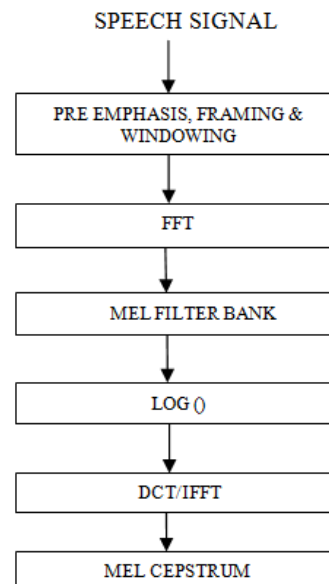 SPEECH SIGNAL
PRE EMPHASIS, FRAMING &
WINDOWING
FFT
MEL FILTER BANK
LOG ()
DCT/IFFT
MEL CEPSTRUM